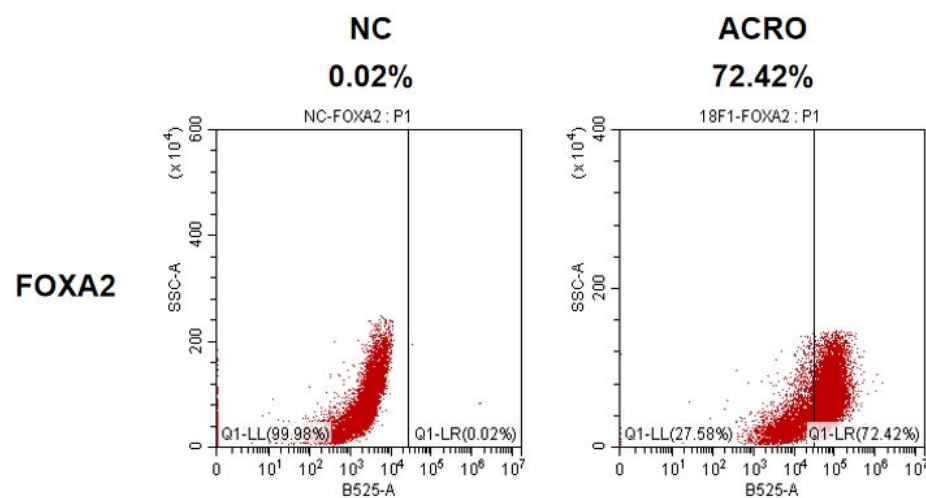 NC
ACRO
0.02%
72.42%
NC-FOXA2 : P1
18F1-FOXA2 : P1
FOXA2
SSC-A
(x 10⁴)
600
400
200
0
Q1-LL(99.98%)
Q1-LR(0.02%)
0 10¹ 10² 10³ 10⁴ 10⁵ 10⁶ 10⁷
B525-A
SSC-A
(x 10⁴)
400
200
0
Q1-LL(27.58%)
Q1-LR(72.42%)
0 10¹ 10² 10³ 10⁴ 10⁵ 10⁶ 10⁷
B525-A